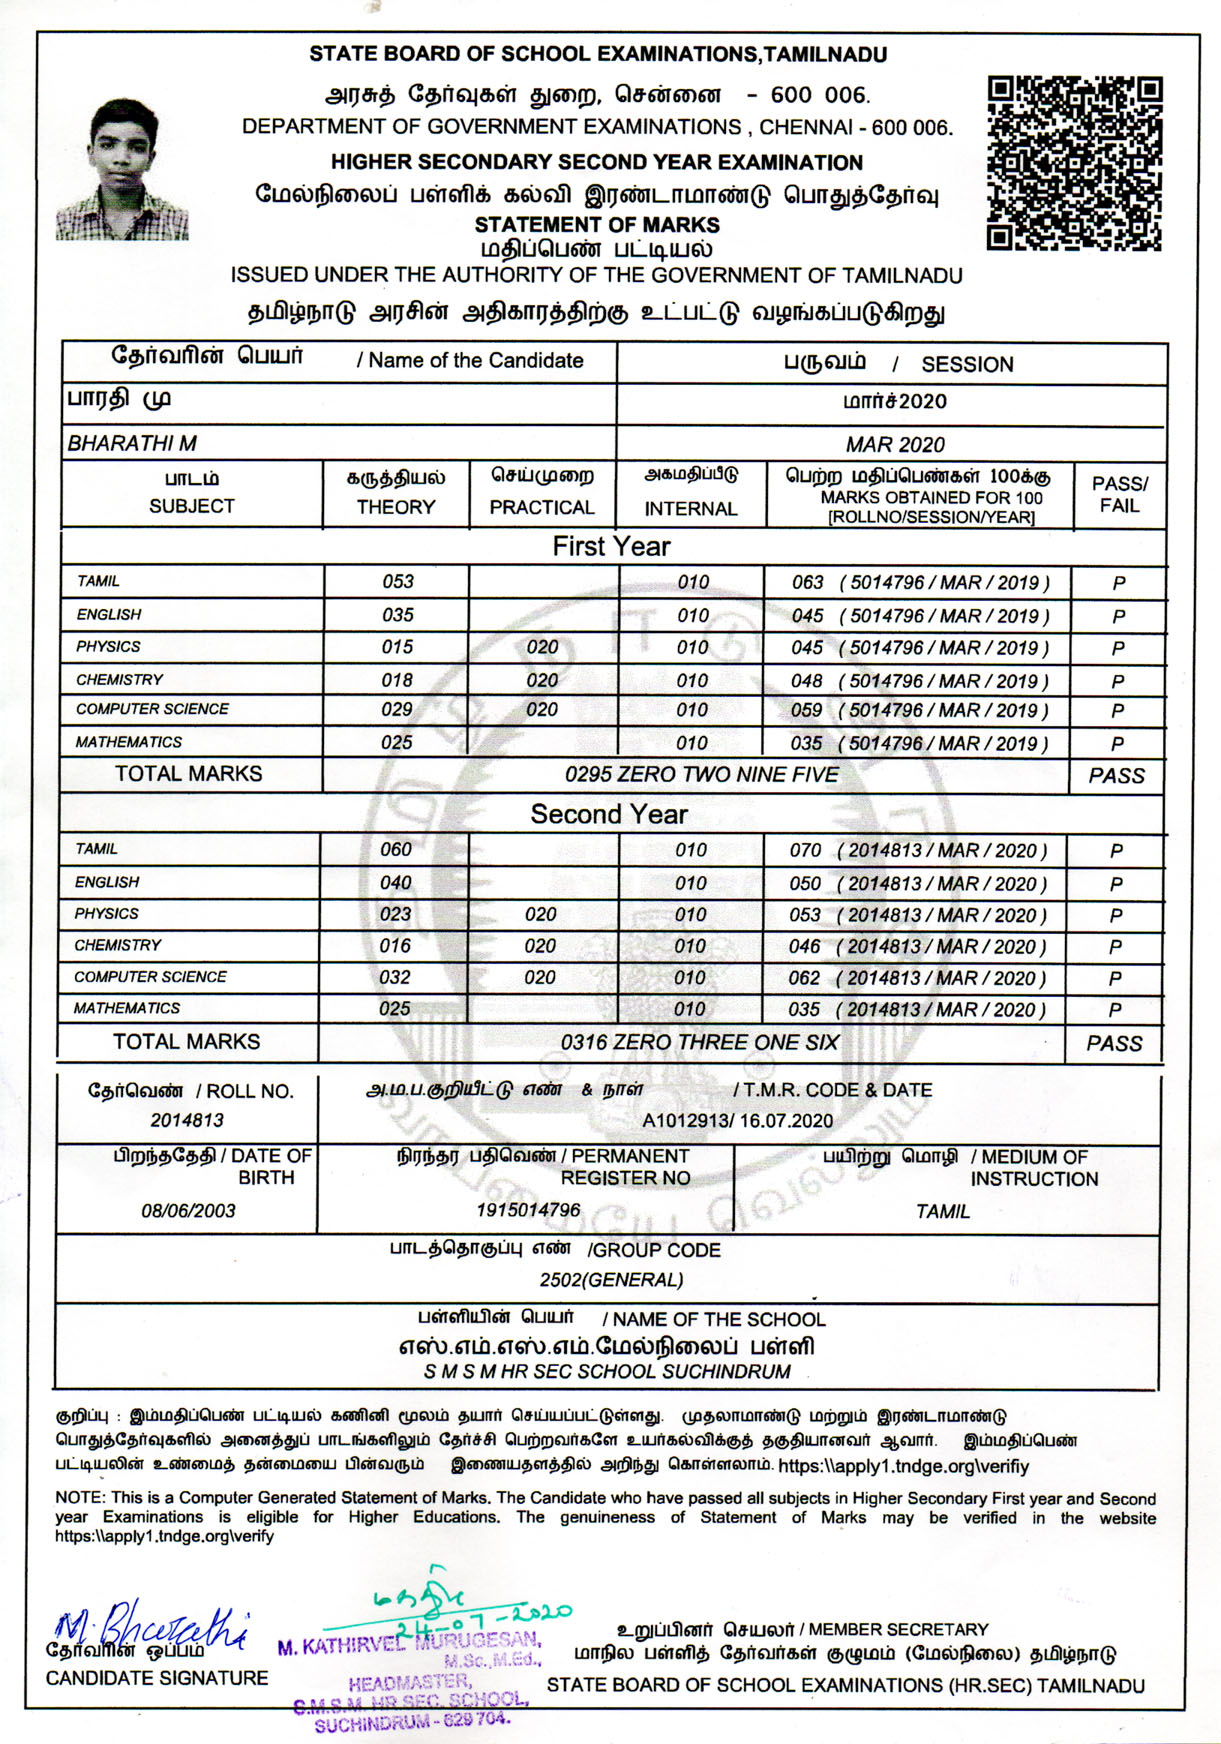 STATE BOARD OF SCHOOL EXAMINATIONS,TAMILNADU
அரசுத் தேர்வுகள் துறை, சென்னை - 600 006.
DEPARTMENT OF GOVERNMENT EXAMINATIONS , CHENNAI - 600 006.
HIGHER SECONDARY SECOND YEAR EXAMINATION
மேல்நிலைப் பள்ளிக் கல்வி இரண்டாமாண்டு பொதுத்தேர்வு
STATEMENT OF MARKS
மதிப்பெண் பட்டியல்
ISSUED UNDER THE AUTHORITY OF THE GOVERNMENT OF TAMILNADU
தமிழ்நாடு அரசின் அதிகாரத்திற்கு உட்பட்டு வழங்கப்படுகிறது
தேர்வரின் பெயர் / Name of the Candidate பருவம் / SESSION
பாரதி மு மார்ச்2020
BHARATHI M MAR 2020
பாடம் கருத்தியல் செய்முறை அகமதிப்பீடு பெற்ற மதிப்பெண்கள் 100க்கு PASS/
SUBJECT THEORY PRACTICAL INTERNAL MARKS OBTAINED FOR 100 FAIL
[ROLLNO/SESSION/YEAR]
First Year
TAMIL 053 010 063 ( 5014796 / MAR / 2019 ) P
ENGLISH 035 010 045 ( 5014796 / MAR / 2019 ) P
PHYSICS 015 020 010 045 ( 5014796 / MAR / 2019 ) P
CHEMISTRY 018 020 010 048 ( 5014796 / MAR / 2019 ) P
COMPUTER SCIENCE 029 020 010 059 ( 5014796 / MAR / 2019 ) P
MATHEMATICS 025 010 035 ( 5014796 / MAR / 2019 ) P
TOTAL MARKS 0295 ZERO TWO NINE FIVE PASS
Second Year
TAMIL 060 010 070 ( 2014813 / MAR / 2020 ) P
ENGLISH 040 010 050 ( 2014813 / MAR / 2020 ) P
PHYSICS 023 020 010 053 ( 2014813 / MAR / 2020 ) P
CHEMISTRY 016 020 010 046 ( 2014813 / MAR / 2020 ) P
COMPUTER SCIENCE 032 020 010 062 ( 2014813 / MAR / 2020 ) P
MATHEMATICS 025 010 035 ( 2014813 / MAR / 2020 ) P
TOTAL MARKS 0316 ZERO THREE ONE SIX PASS
தேர்வெண் / ROLL NO. அ.ம.ப.குறியீட்டு எண் & நாள் / T.M.R. CODE & DATE
2014813 A1012913/ 16.07.2020
பிறந்ததேதி / DATE OF BIRTH நிரந்தர பதிவெண் / PERMANENT REGISTER NO பயிற்று மொழி / MEDIUM OF INSTRUCTION
08/06/2003 1915014796 TAMIL
பாடத்தொகுப்பு எண் /GROUP CODE
2502(GENERAL)
பள்ளியின் பெயர் / NAME OF THE SCHOOL
எஸ்.எம்.எஸ்.எம்.மேல்நிலைப் பள்ளி
S M S M HR SEC SCHOOL SUCHINDRUM
குறிப்பு : இம்மதிப்பெண் பட்டியல் கணினி மூலம் தயார் செய்யப்பட்டுள்ளது. முதலாமாண்டு மற்றும் இரண்டாமாண்டு
பொதுத்தேர்வுகளில் அனைத்துப் பாடங்களிலும் தேர்ச்சி பெற்றவர்களே உயர்கல்விக்குத் தகுதியானவர் ஆவார். இம்மதிப்பெண்
பட்டியலின் உண்மைத் தன்மையை பின்வரும் இணையதளத்தில் அறிந்து கொள்ளலாம். https:\\apply1.tndge.org\verifiy
NOTE: This is a Computer Generated Statement of Marks. The Candidate who have passed all subjects in Higher Secondary First year and Second
year Examinations is eligible for Higher Educations. The genuineness of Statement of Marks may be verified in the website
https:\\apply1.tndge.org\verify
M. Bharathi
தேர்வரின் ஒப்பம்
CANDIDATE SIGNATURE
24-07-2020
M. KATHIRVEL MURUGESAN,
M.Sc.,M.Ed.,
HEADMASTER,
S.M.S.M. HR SEC. SCHOOL,
SUCHINDRUM - 629 704.
உறுப்பினர் செயலர் / MEMBER SECRETARY
மாநில பள்ளித் தேர்வர்கள் குழுமம் (மேல்நிலை) தமிழ்நாடு
STATE BOARD OF SCHOOL EXAMINATIONS (HR.SEC) TAMILNADU